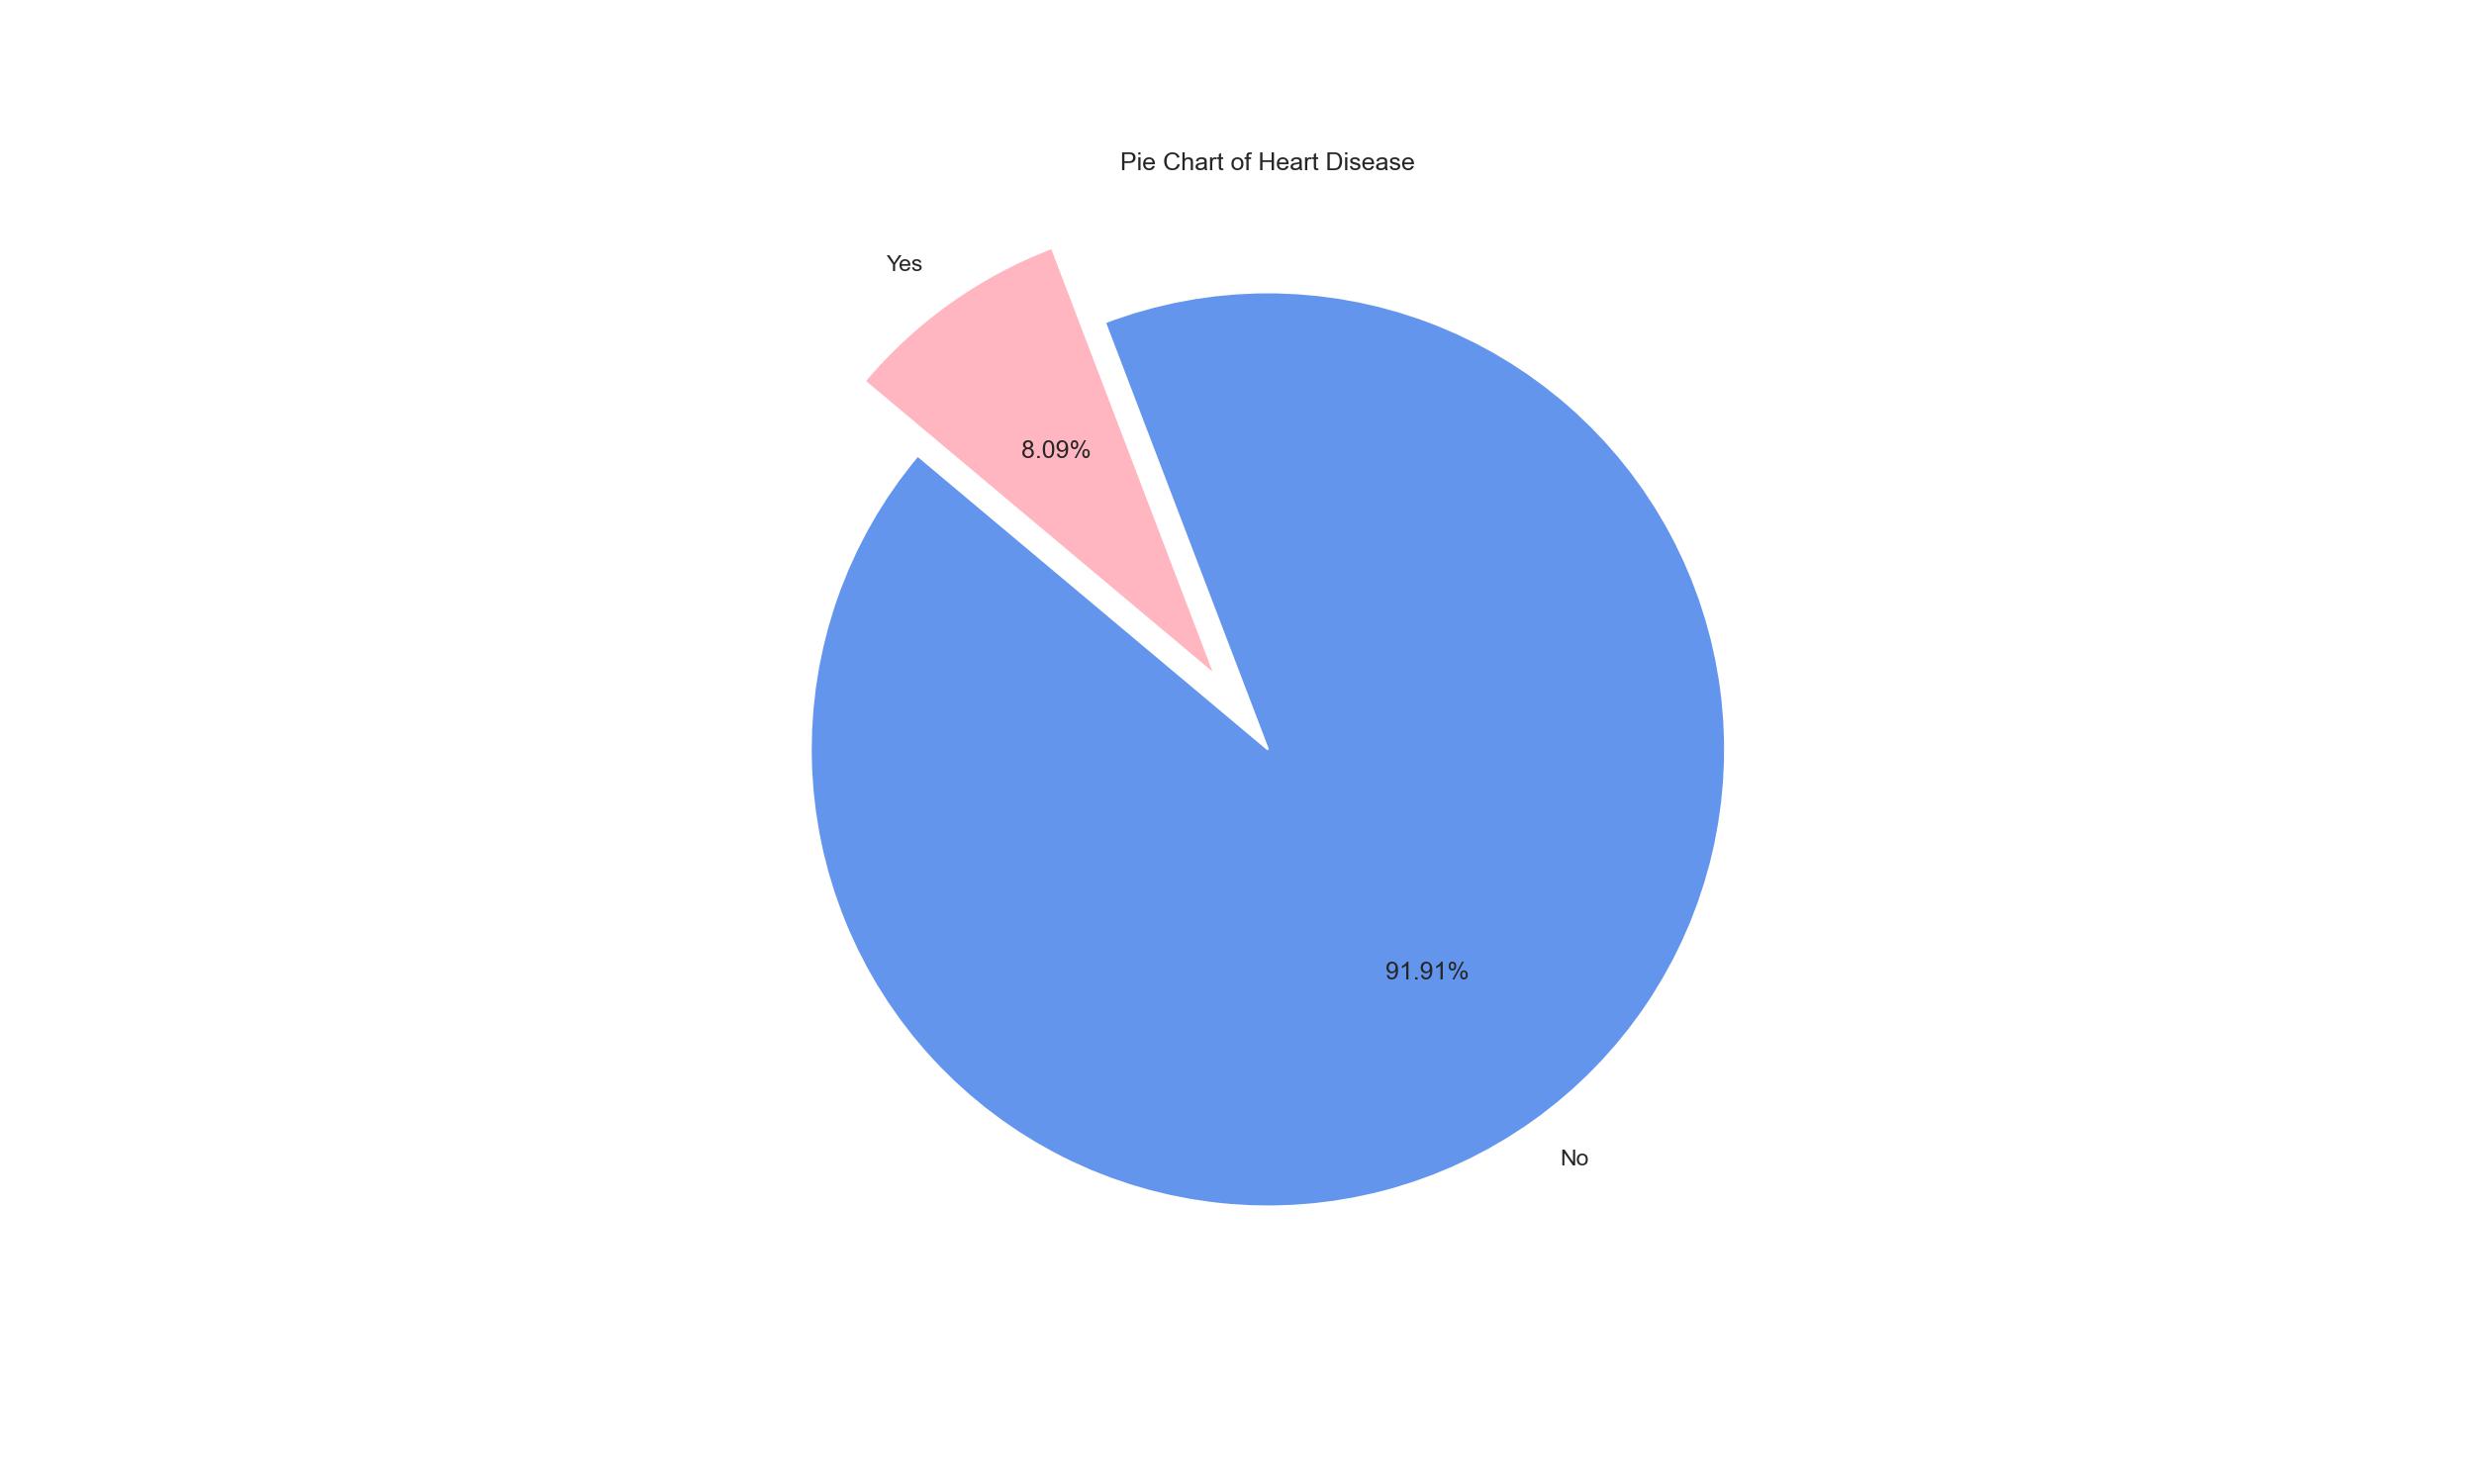 Pie Chart of Heart Disease
Yes
8.09%
91.91%
No